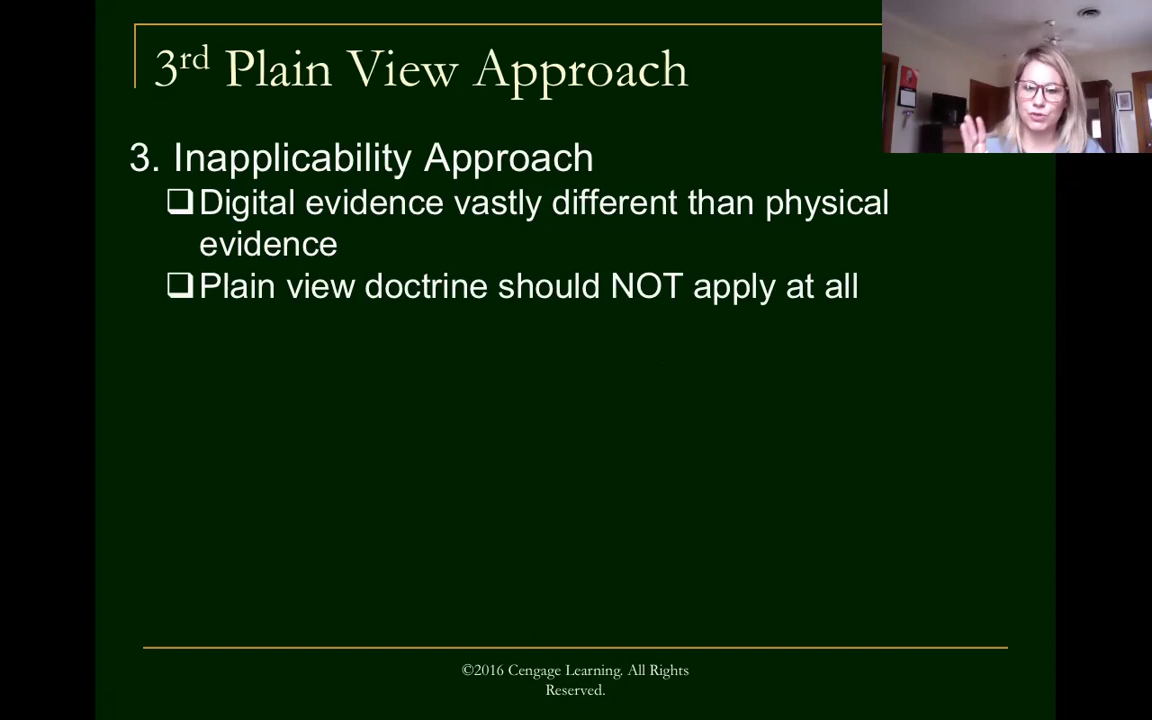 3rd Plain View Approach
3. Inapplicability Approach
❑Digital evidence vastly different than physical
evidence
❑Plain view doctrine should NOT apply at all
©2016 Cengage Learning. All Rights
Reserved.